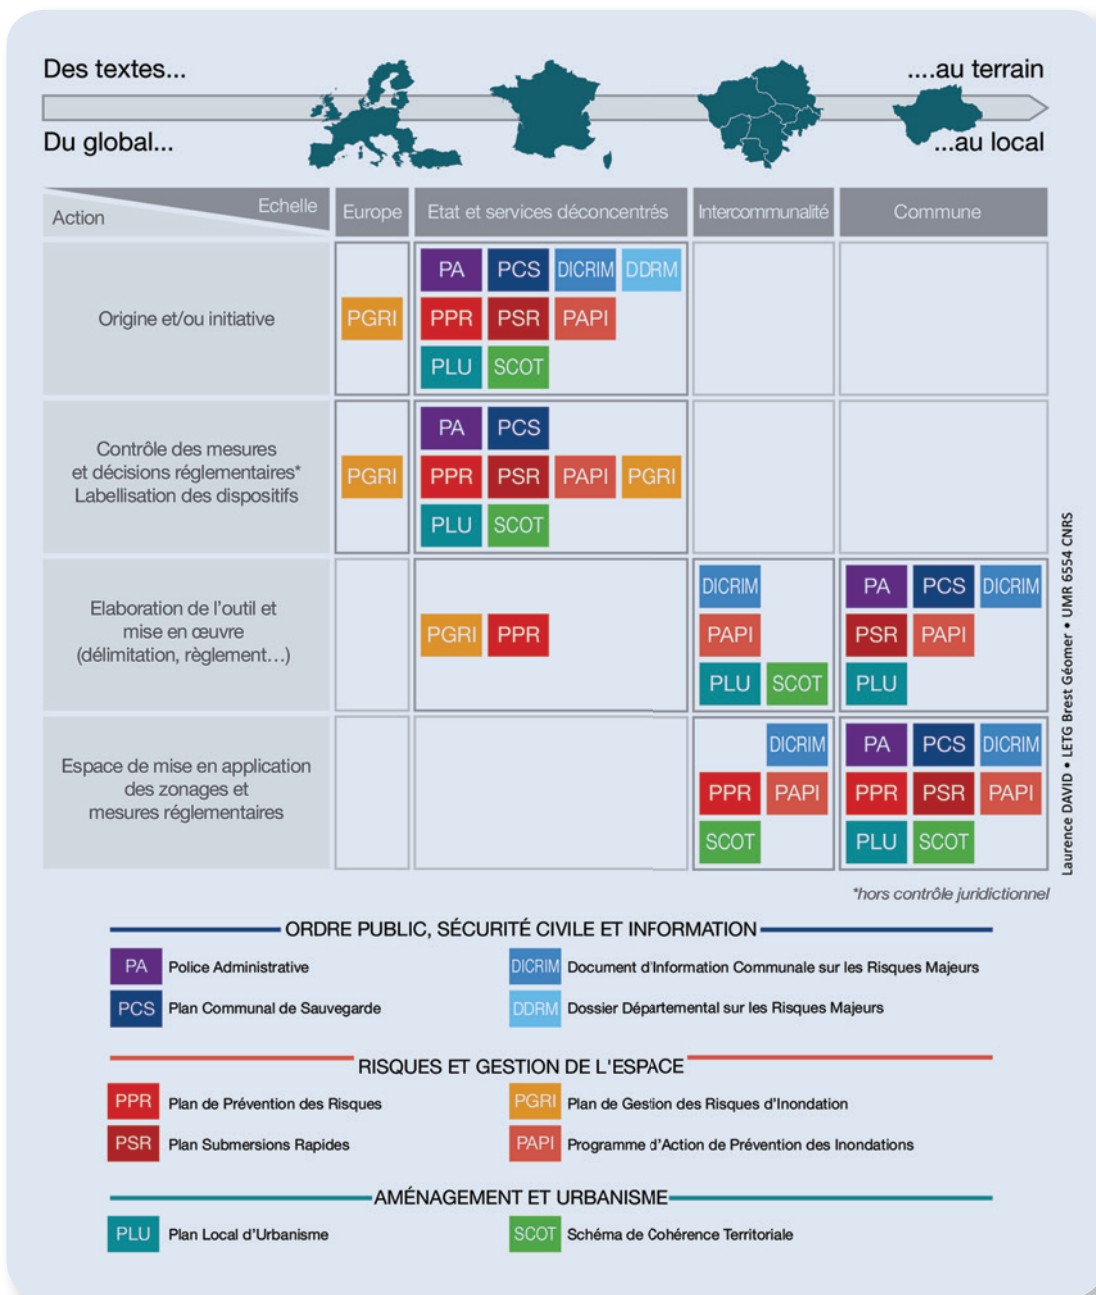 Des textes...
....au terrain
Du global...
...au local
Echelle
Action
Europe
Etat et services déconcentrés
Intercommunalité
Commune
Origine et/ou initiative
PGRI
PA PCS DICRIM DDRM
PPR PSR PAPI
PLU SCOT
Contrôle des mesures
et décisions réglementaires*
Labellisation des dispositifs
PGRI
PA PCS
PPR PSR PAPI PGRI
PLU SCOT
Elaboration de l'outil et
mise en œuvre
(délimitation, règlement…)
PGRI PPR
DICRIM
PAPI
PLU SCOT
PA PCS DICRIM
PSR PAPI
PLU
Espace de mise en application
des zonages et
mesures réglementaires
DICRIM
PPR PAPI
SCOT
PA PCS DICRIM
PPR PSR PAPI
PLU SCOT
Laurence DAVID • LETG Brest Géomer • UMR 6554 CNRS
*hors contrôle juridictionnel
ORDRE PUBLIC, SÉCURITÉ CIVILE ET INFORMATION
PA Police Administrative
DICRIM Document d'Information Communale sur les Risques Majeurs
PCS Plan Communal de Sauvegarde
DDRM Dossier Départemental sur les Risques Majeurs
RISQUES ET GESTION DE L'ESPACE
PPR Plan de Prévention des Risques
PGRI Plan de Gestion des Risques d'Inondation
PSR Plan Submersions Rapides
PAPI Programme d'Action de Prévention des Inondations
AMÉNAGEMENT ET URBANISME
PLU Plan Local d'Urbanisme
SCOT Schéma de Cohérence Territoriale